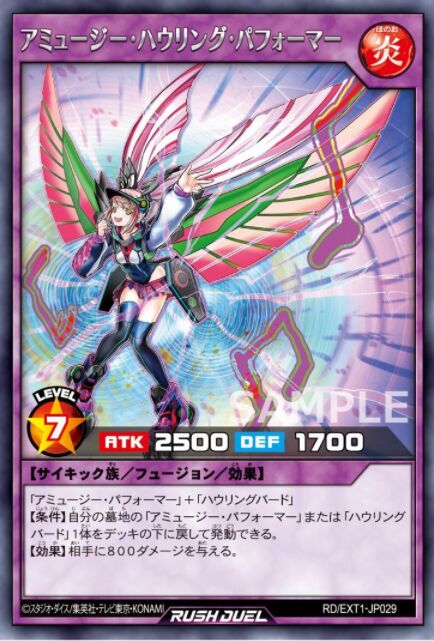 アミュージー・ハウリング・パフォーマー
ほのお
炎
SAMPLE
LEVEL
7
ATK 2500 DEF 1700
【サイキック族／フュージョン／効果】
「アミュージー・パフォーマー」＋「ハウリングバード」
【条件】自分の墓地の「アミュージー・パフォーマー」または「ハウリング
バード」1体をデッキの下に戻して発動できる。
【効果】相手に800ダメージを与える。
©スタジオ・ダイス/集英社・テレビ東京・KONAMI
RUSH DUEL
RD/EXT1-JP029